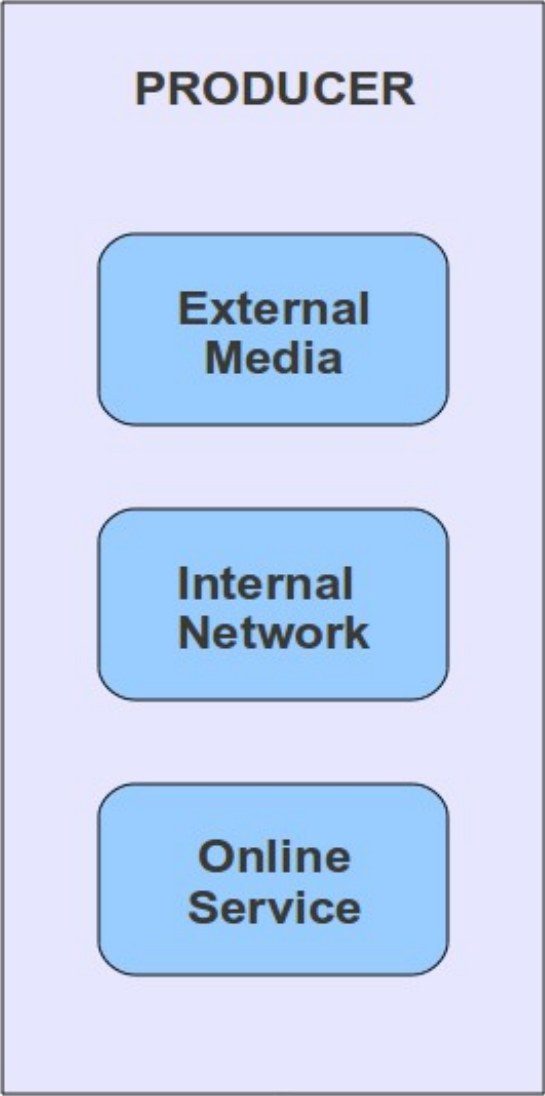 PRODUCER
External
Media
Internal
Network
Online
Service